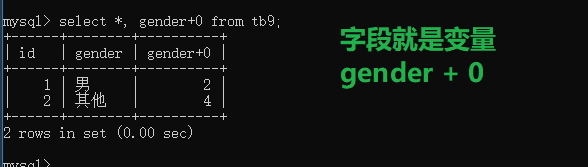 mysql> select *, gender+0 from tb9;
+------+--------+----------+
| id | gender | gender+0 |
+------+--------+----------+
| 1 | 男 | 2 |
| 2 | 其他 | 4 |
+------+--------+----------+
2 rows in set (0.00 sec)
mysql>
字段就是变量
gender + 0